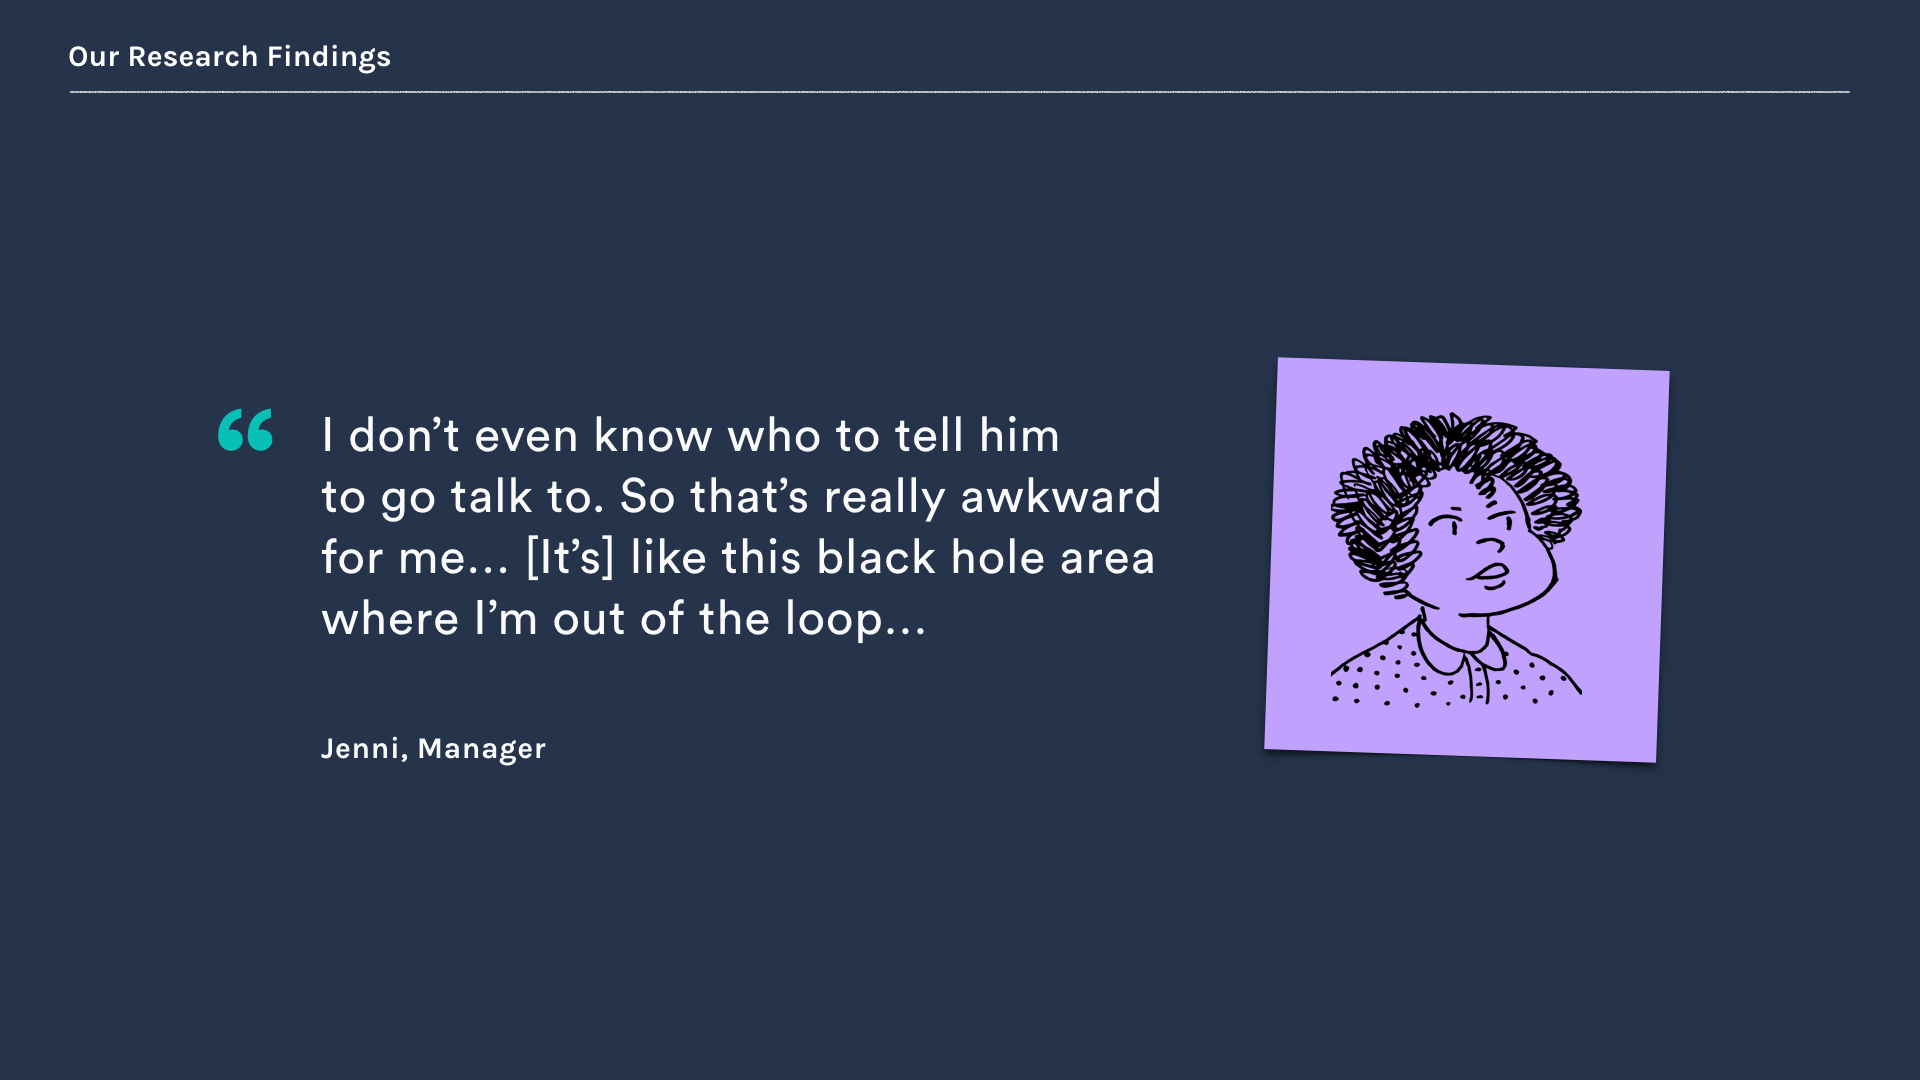 Our Research Findings
“
I don’t even know who to tell him
to go talk to. So that’s really awkward
for me… [It’s] like this black hole area
where I’m out of the loop…
Jenni, Manager